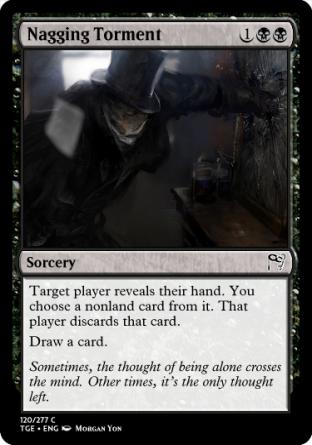 Nagging Torment 1
Sorcery
Target player reveals their hand. You
choose a nonland card from it. That
player discards that card.
Draw a card.
Sometimes, the thought of being alone crosses
the mind. Other times, it's the only thought
left.
120/277 C
TGE • ENG Morgan Yon